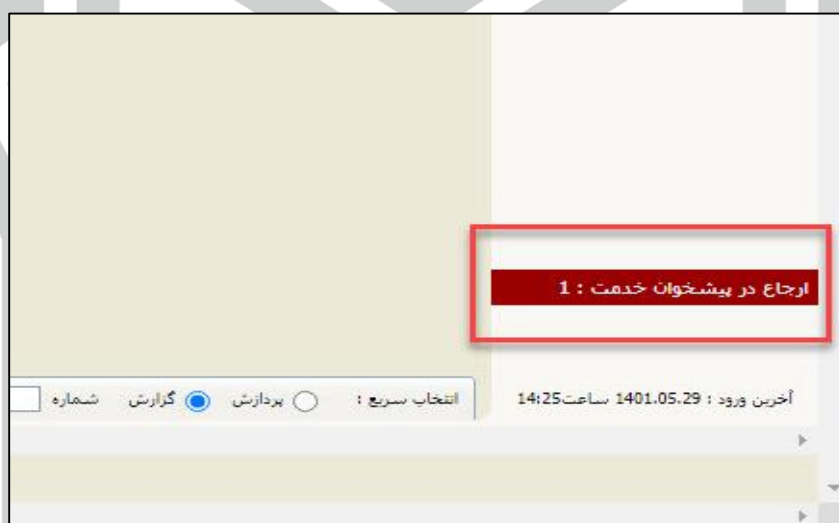 ارجاع در پیشخوان خدمت : 1
آخرین ورود : 1401.05.29 ساعت14:25
انتخاب سریع : پردازش گزارش شماره